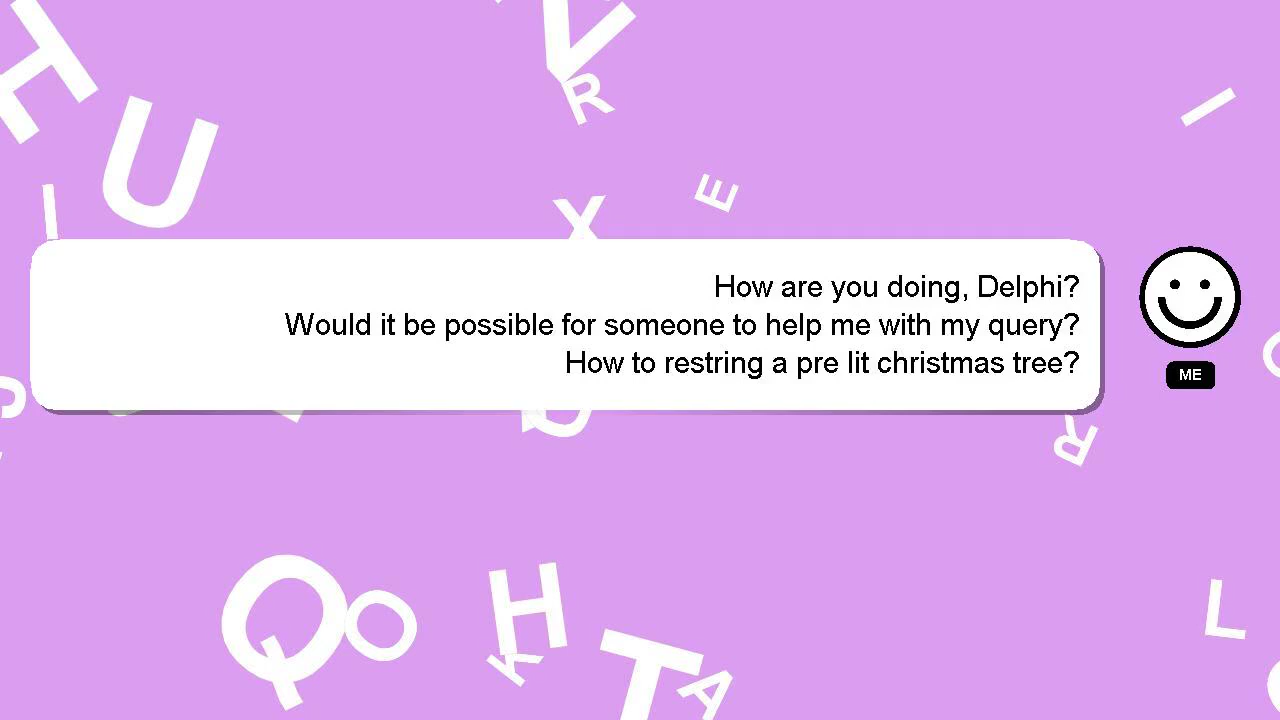 How are you doing, Delphi?
Would it be possible for someone to help me with my query?
How to restring a pre lit christmas tree?
ME
H
U
I
V
R
E
X
I
R
Q
O
H
K
T
A
L